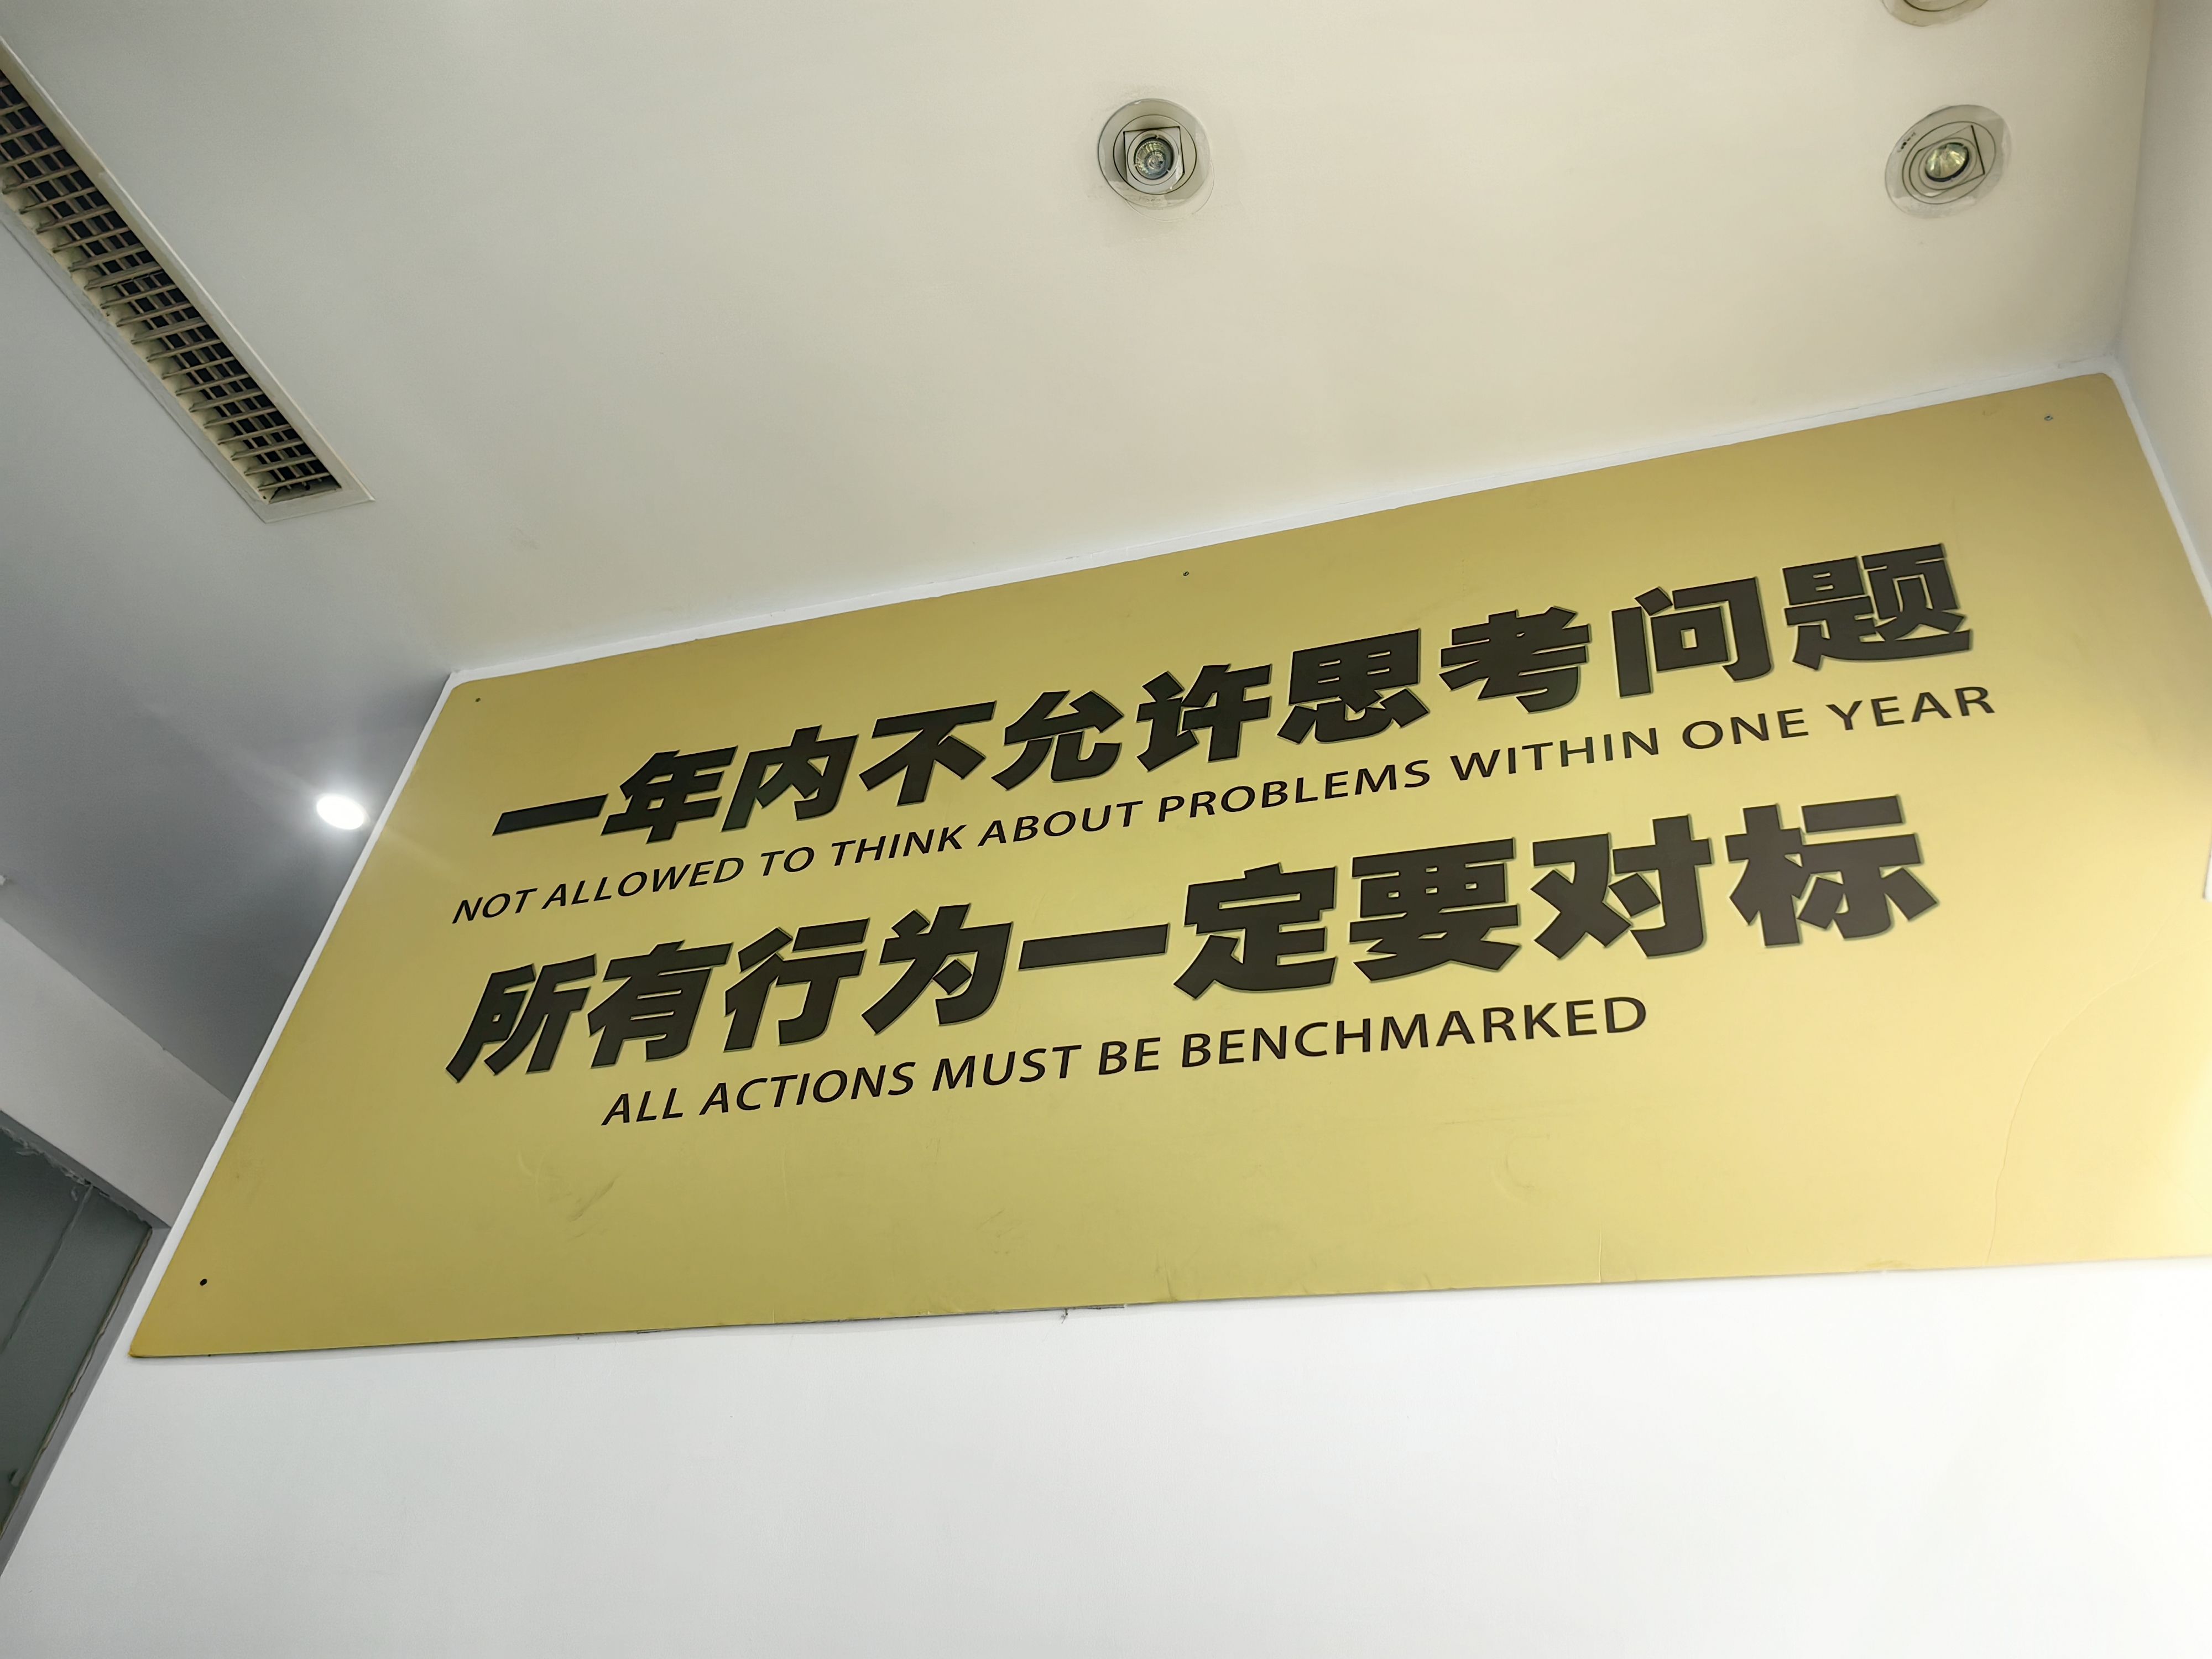 一年内不允许思考问题
NOT ALLOWED TO THINK ABOUT PROBLEMS WITHIN ONE YEAR
所有行为一定要对标
ALL ACTIONS MUST BE BENCHMARKED